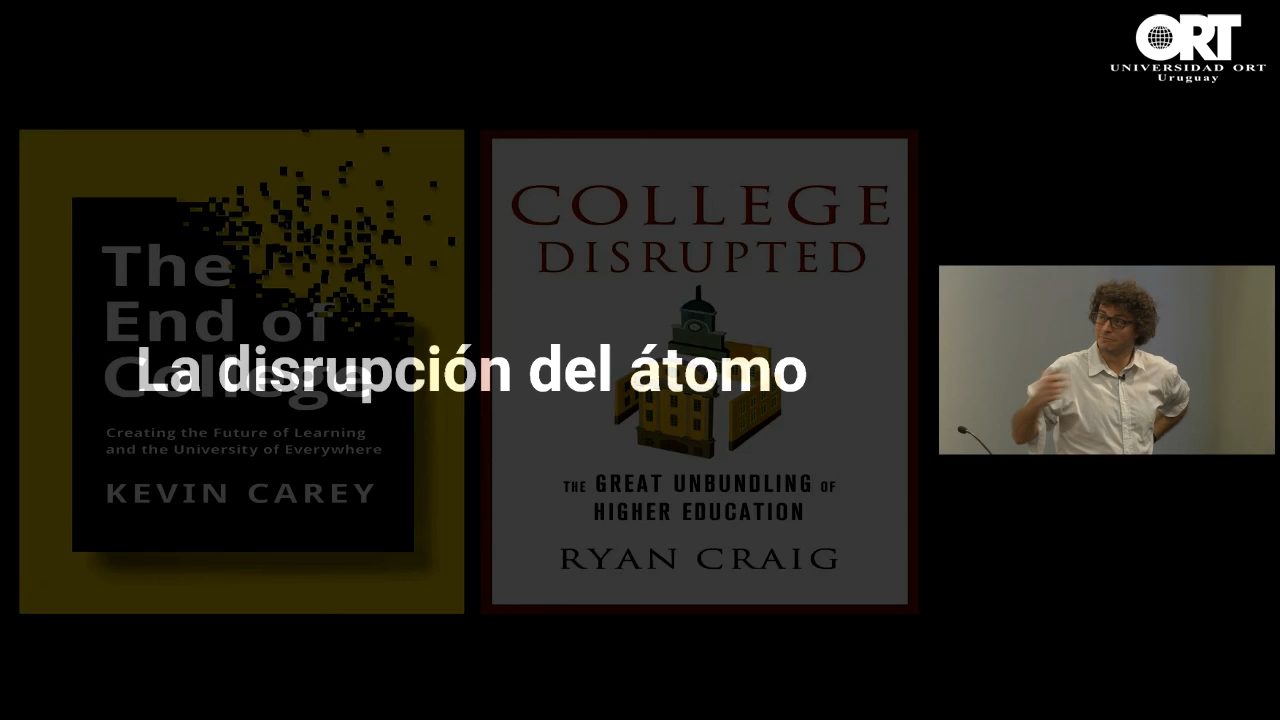 ORT
UNIVERSIDAD ORT
Uruguay
The
End of
College
Creating the Future of Learning
and the University of Everywhere
KEVIN CAREY
COLLEGE
DISRUPTED
THE GREAT UNBUNDLING OF
HIGHER EDUCATION
RYAN CRAIG
La disrupción del átomo